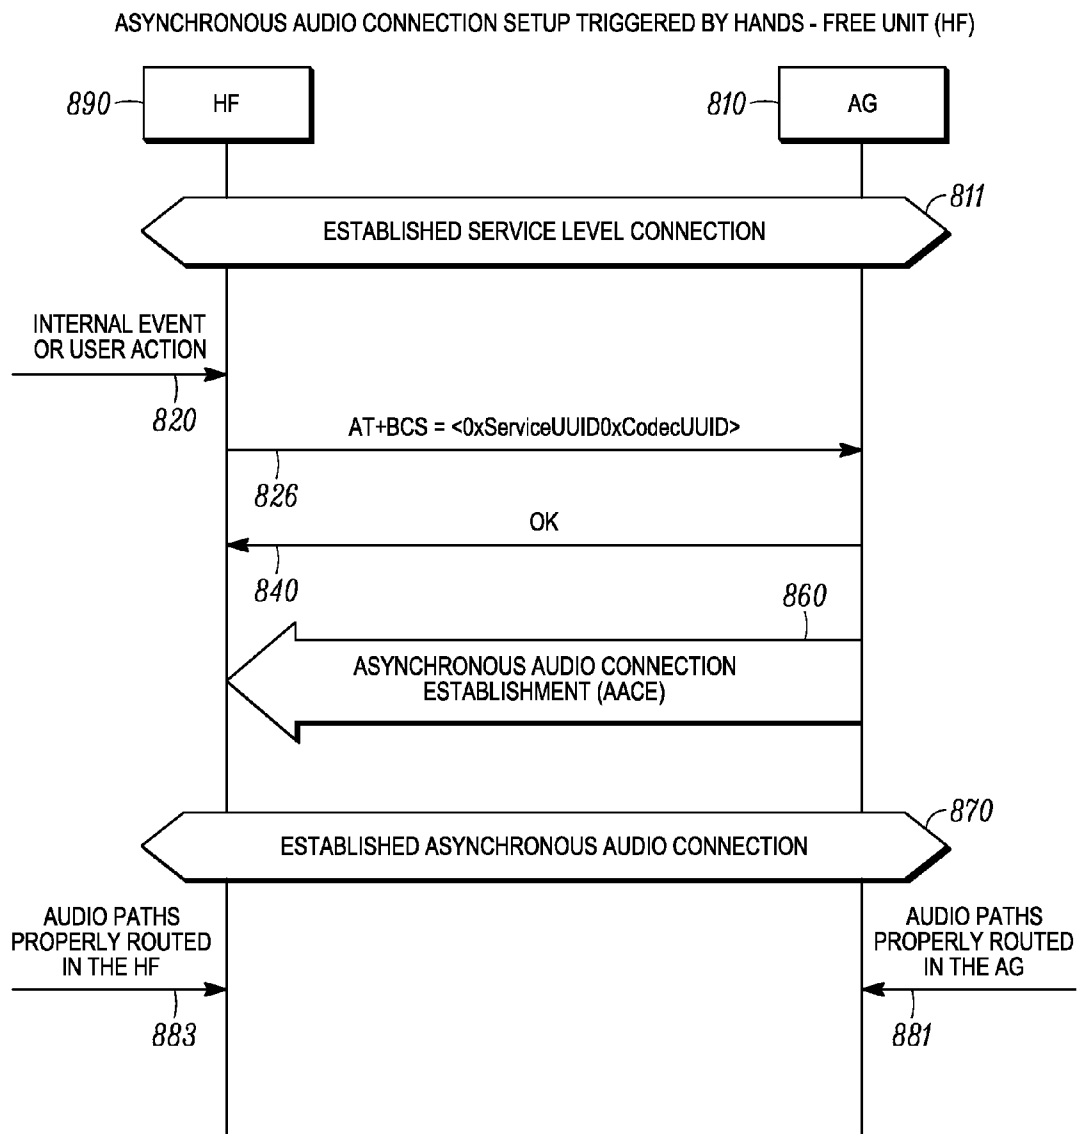 ASYNCHRONOUS AUDIO CONNECTION SETUP TRIGGERED BY HANDS - FREE UNIT (HF)
890
HF
810
AG
811
ESTABLISHED SERVICE LEVEL CONNECTION
INTERNAL EVENT
OR USER ACTION
820
AT+BCS = <0xServiceUUID0xCodecUUID>
826
OK
840
860
ASYNCHRONOUS AUDIO CONNECTION
ESTABLISHMENT (AACE)
870
ESTABLISHED ASYNCHRONOUS AUDIO CONNECTION
AUDIO PATHS
PROPERLY ROUTED
IN THE HF
883
AUDIO PATHS
PROPERLY ROUTED
IN THE AG
881